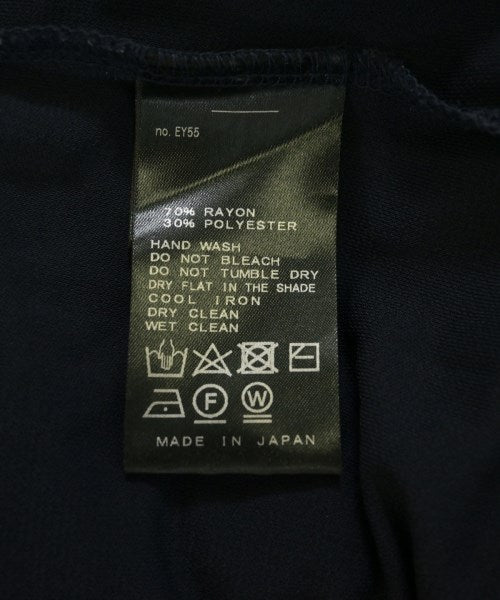 no. EY55
70% RAYON
30% POLYESTER
HAND WASH
DO NOT BLEACH
DO NOT TUMBLE DRY
DRY FLAT IN THE SHADE
COOL IRON
DRY CLEAN
WET CLEAN
F W
MADE IN JAPAN